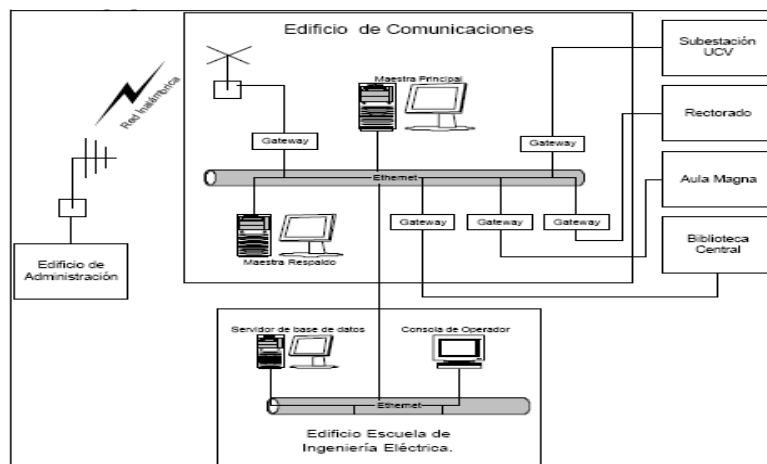 Edificio de Comunicaciones
Subestación
UCV
Maestra Principal
Red Inalámbrica
Rectorado
Gateway
Gateway
Ethernet
Aula Magna
Gateway
Gateway
Gateway
Biblioteca
Central
Maestra Respaldo
Edificio de
Administración
Servidor de base de datos
Consola de Operador
Ethernet
Edificio Escuela de
Ingeniería Eléctrica.